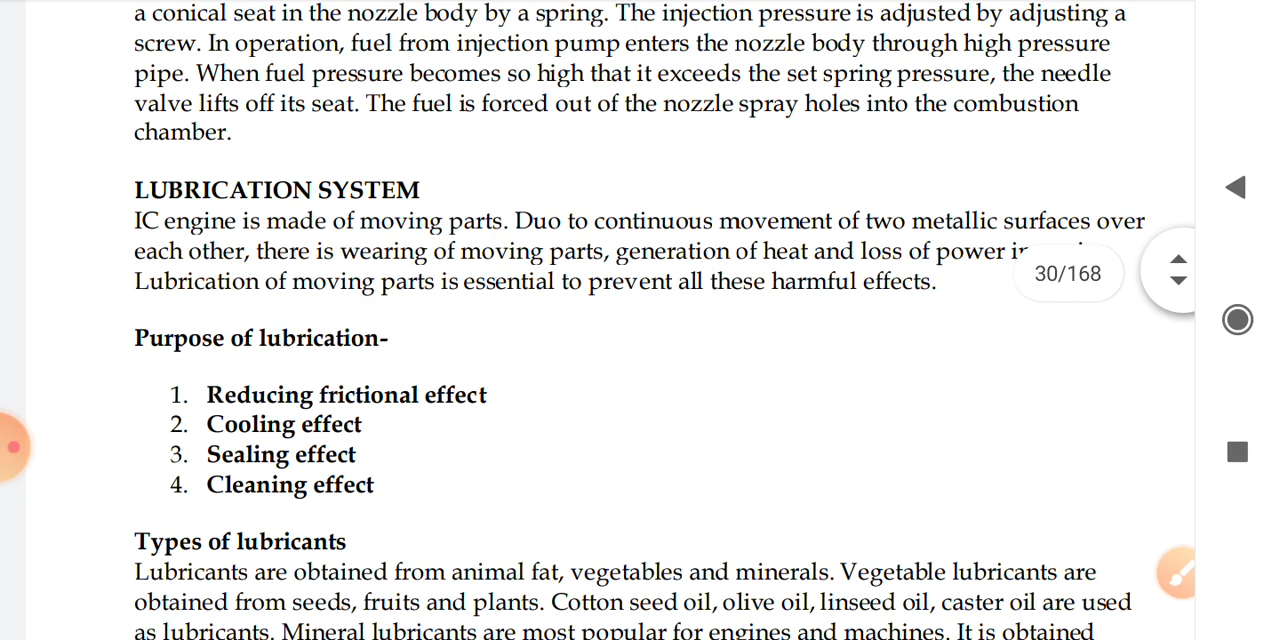 a conical seat in the nozzle body by a spring. The injection pressure is adjusted by adjusting a
screw. In operation, fuel from injection pump enters the nozzle body through high pressure
pipe. When fuel pressure becomes so high that it exceeds the set spring pressure, the needle
valve lifts off its seat. The fuel is forced out of the nozzle spray holes into the combustion
chamber.
LUBRICATION SYSTEM
IC engine is made of moving parts. Duo to continuous movement of two metallic surfaces over
each other, there is wearing of moving parts, generation of heat and loss of power
30/168
Lubrication of moving parts is essential to prevent all these harmful effects.
Purpose of lubrication-
1. Reducing frictional effect
2. Cooling effect
3. Sealing effect
4. Cleaning effect
Types of lubricants
Lubricants are obtained from animal fat, vegetables and minerals. Vegetable lubricants are
obtained from seeds, fruits and plants. Cotton seed oil, olive oil, linseed oil, caster oil are used
as lubricants. Mineral lubricants are most popular for engines and machines. It is obtained